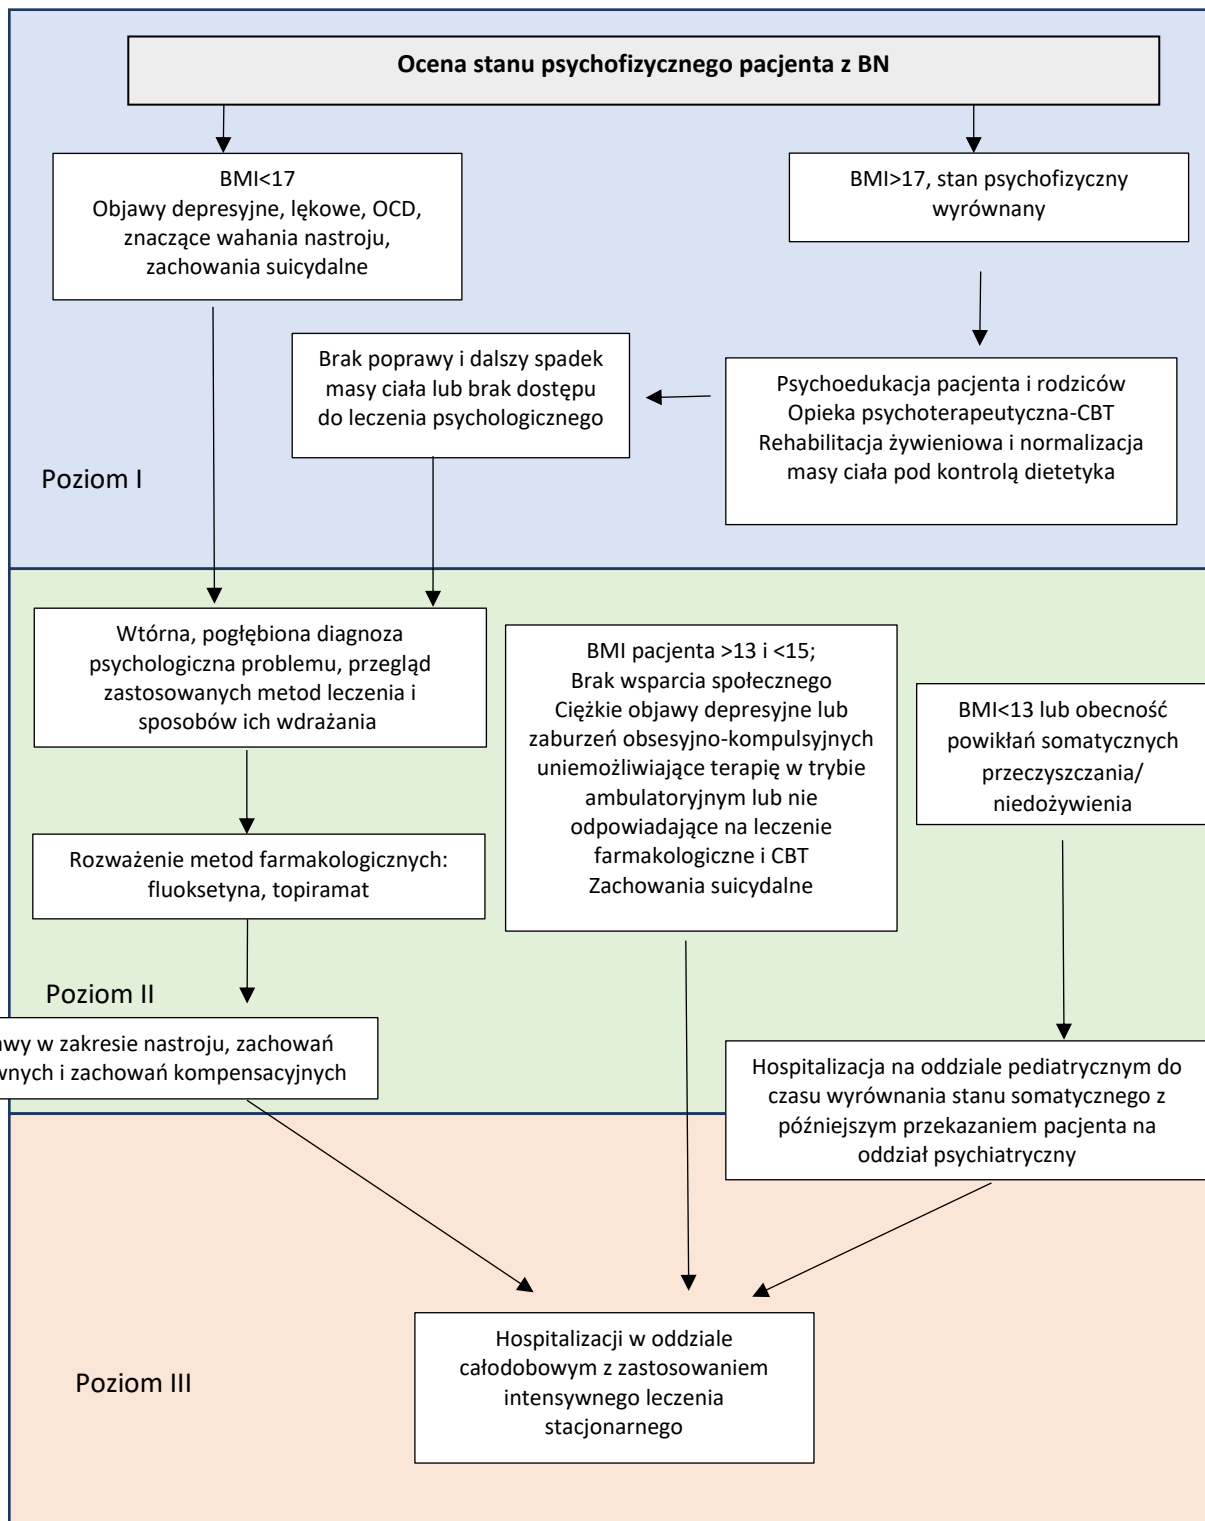 Ocena stanu psychofizycznego pacjenta z BN
BMI<17
Objawy depresyjne, lękowe, OCD,
znaczące wahania nastroju,
zachowania suicydalne
BMI>17, stan psychofizyczny
wyrównany
Brak poprawy i dalszy spadek
masy ciała lub brak dostępu
do leczenia psychologicznego
Psychoedukacja pacjenta i rodziców
Opieka psychoterapeutyczna-CBT
Rehabilitacja żywieniowa i normalizacja
masy ciała pod kontrolą dietetyka
Poziom I
Wtórna, pogłębiona diagnoza
psychologiczna problemu, przegląd
zastosowanych metod leczenia i
sposobów ich wdrażania
BMI pacjenta >13 i <15;
Brak wsparcia społecznego
Ciężkie objawy depresyjne lub
zaburzeń obsesyjno-kompulsyjnych
uniemożliwiające terapię w trybie
ambulatoryjnym lub nie
odpowiadające na leczenie
farmakologiczne i CBT
Zachowania suicydalne
BMI<13 lub obecność
powikłań somatycznych
przeczyszczania/
niedożywienia
Rozważenie metod farmakologicznych:
fluoksetyna, topiramat
Poziom II
w zakresie nastroju, zachowań
i zachowań kompensacyjnych
Hospitalizacja na oddziale pediatrycznym do
czasu wyrównania stanu somatycznego z
późniejszym przekazaniem pacjenta na
oddział psychiatryczny
Hospitalizacji w oddziale
całodobowym z zastosowaniem
intensywnego leczenia
stacjonarnego
Poziom III